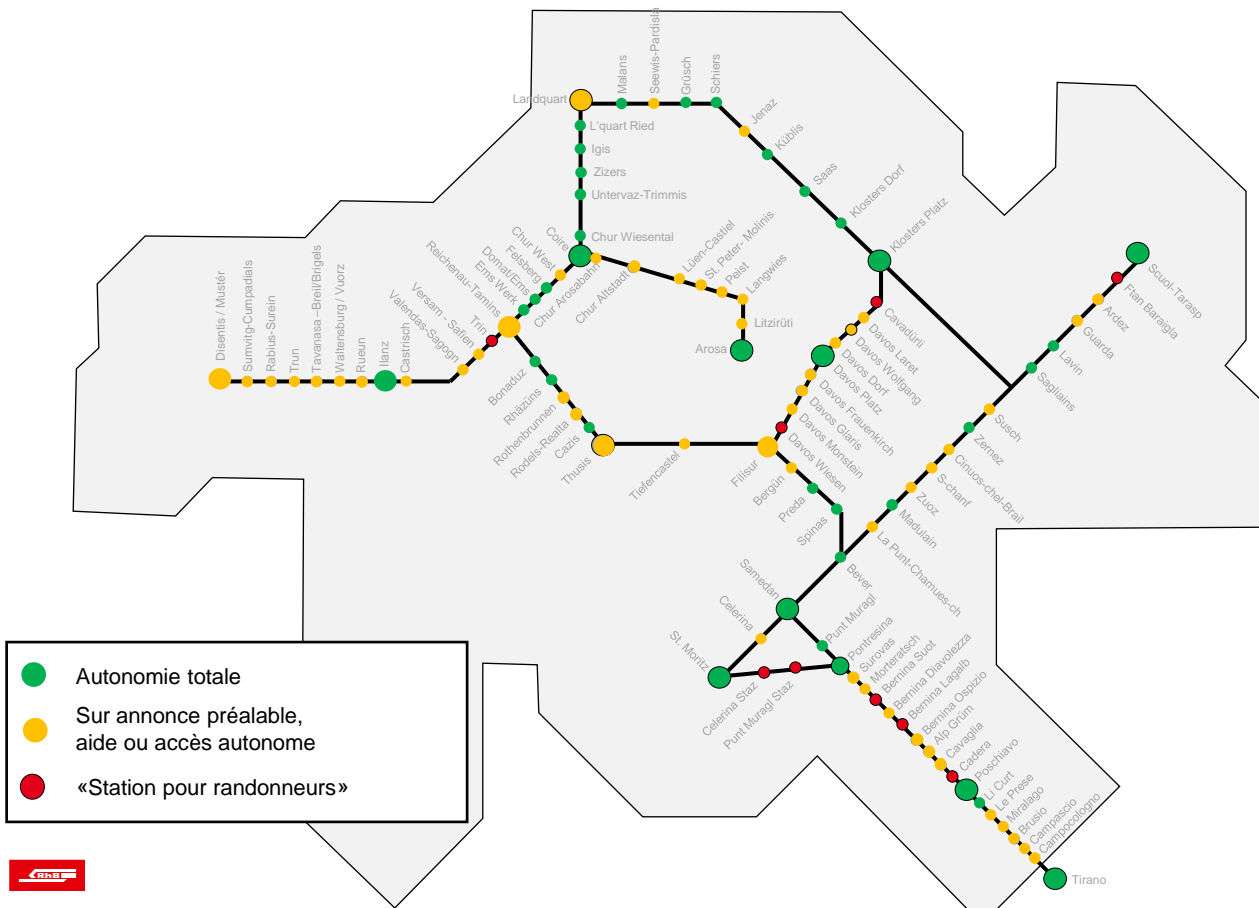 Landquart
Malans
Seewis-Pardisla
Grüsch
Schiers
Jenaz
Küblis
Saas
Klosters Dorf
Klosters Platz
L'quart Ried
Igis
Zizers
Untervaz-Trimmis
Chur Wiesental
Coire
Chur West
Felsberg
Domat/Ems
Ems Werk
Reichenau-Tamins
Trin
Versam - Safien
Valendas-Sagogn
Castrisch
Ilanz
Rueun
Waltensburg / Vuorz
Tavanasa –Breil/Brigels
Trun
Rabius-Surein
Sumvitg-Cumpadials
Disentis / Mustér
Chur Arosabahn
Chur Altstadt
Lüen-Castiel
St. Peter- Molinis
Peist
Langwies
Litzirüti
Arosa
Bonaduz
Rhäzüns
Rothenbrunnen
Rodels-Realta
Cazis
Thusis
Tiefencastel
Filisur
Cavadürli
Davos Laret
Davos Wolfgang
Davos Dorf
Davos Platz
Davos Frauenkirch
Davos Glaris
Davos Monstein
Davos Wiesen
Bergün
Preda
Spinas
Bever
Scuol-Tarasp
Ftan Baraigla
Ardez
Guarda
Lavin
Sagliains
Susch
Zernez
Cinuos-chel-Brail
S-chanf
Zuoz
Madulain
La Punt-Chamues-ch
Samedan
Celerina
St. Moritz
Celerina Staz
Punt Muragl Staz
Punt Muragl
Pontresina
Surovas
Morteratsch
Bernina Suot
Bernina Diavolezza
Bernina Lagalb
Bernina Ospizio
Alp Grüm
Cavaglia
Cadera
Poschiavo
Li Curt
Le Prese
Miralago
Brusio
Campascio
Campocologno
Tirano
Autonomie totale
Sur annonce préalable,
aide ou accès autonome
«Station pour randonneurs»
RhB